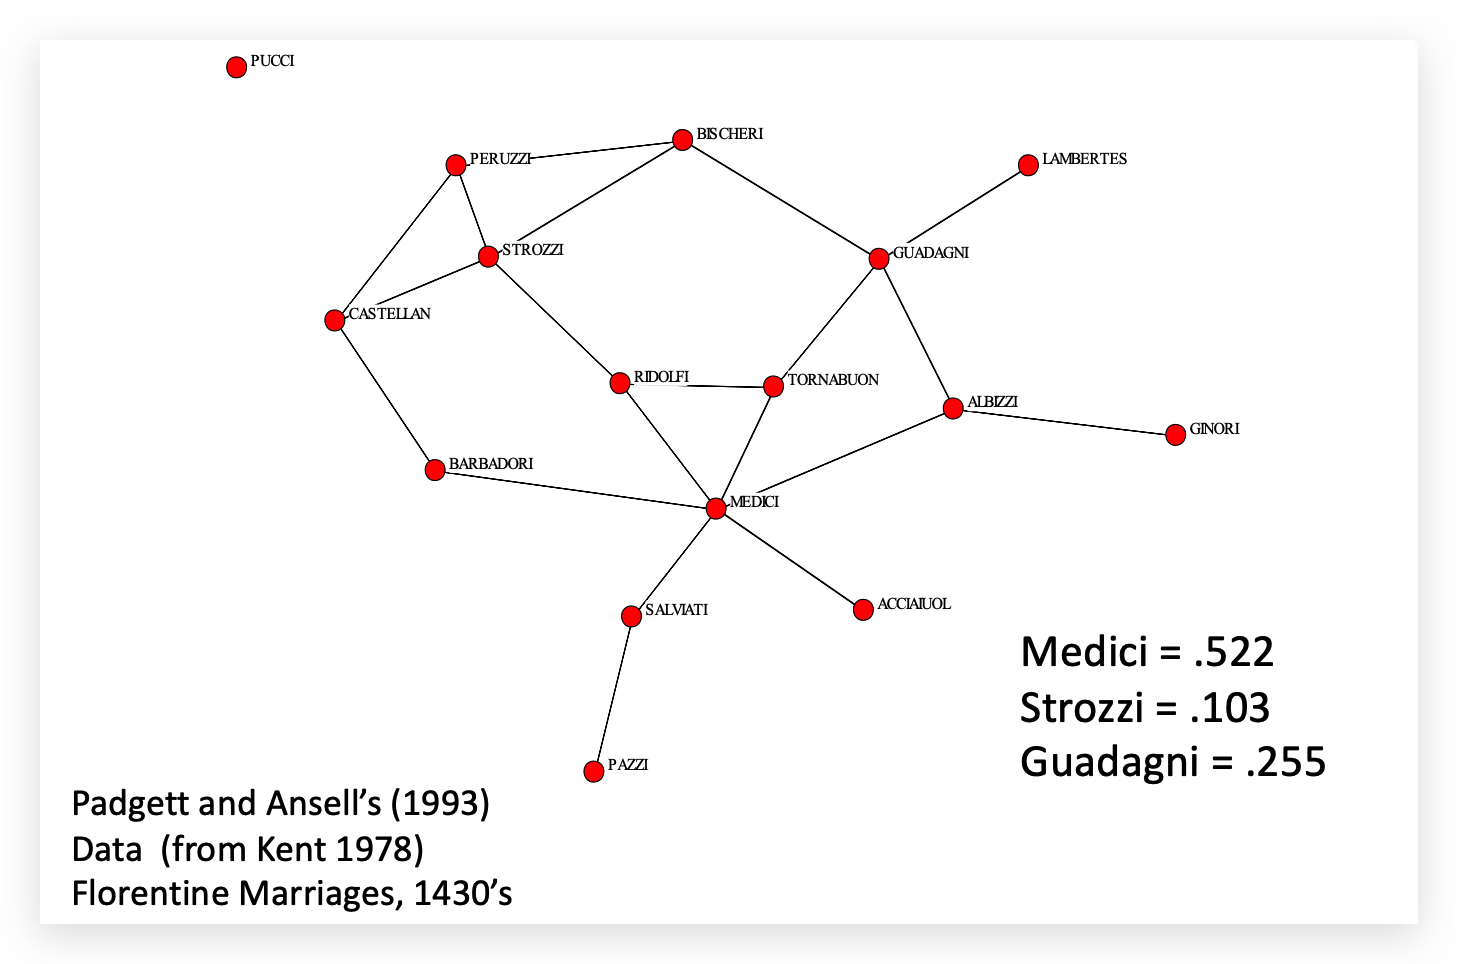 PUCCI
BISCHERI
PERUZZI
LAMBERTES
STROZZI
GUADAGNI
CASTELLAN
RIDOLFI
TORNABUON
ALBIZZI
GINORI
BARBADORI
MEDICI
SALVIATI
ACCIAIUOL
PAZZI
Medici = .522
Strozzi = .103
Guadagni = .255
Padgett and Ansell’s (1993)
Data (from Kent 1978)
Florentine Marriages, 1430’s